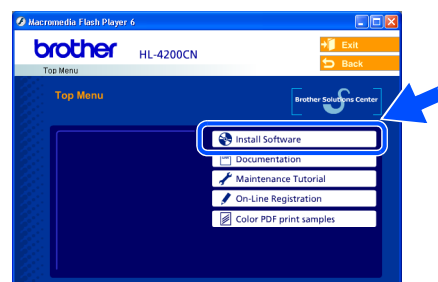 Macromedia Flash Player 6
brother
HL-4200CN
Exit
Back
Top Menu
Top Menu
Brother Solutions Center
Install Software
Documentation
Maintenance Tutorial
On-Line Registration
Color PDF print samples